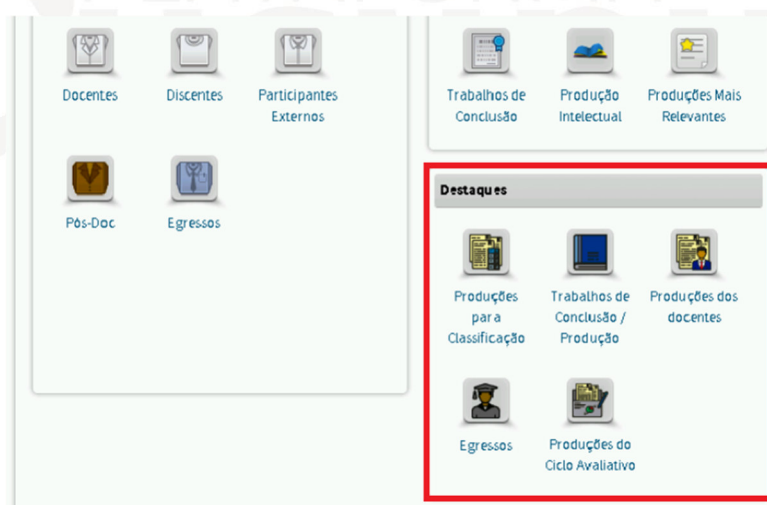 Docentes
Discentes
Participantes
Externos
Pós-Doc
Egressos
Trabalhos de
Conclusão
Produção
Intelectual
Produções Mais
Relevantes
Destaques
Produções
para
Classificação
Trabalhos de
Conclusão /
Produção
Produções dos
docentes
Egressos
Produções do
Ciclo Avaliativo